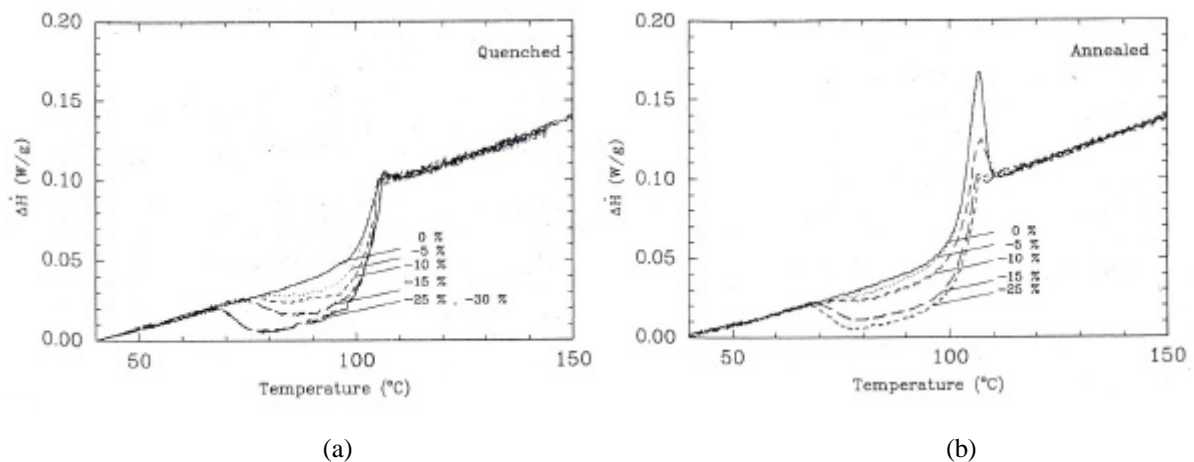 0.20
0.15
0.10
0.05
0.00
ΔḢ (W/g)
Quenched
0 %
-5 %
-10 %
-15 %
-25 % , -30 %
50
100
150
Temperature (°C)
(a)
0.20
0.15
0.10
0.05
0.00
ΔḢ (W/g)
Annealed
0 %
-5 %
-10 %
-15 %
-25 %
50
100
150
Temperature (°C)
(b)